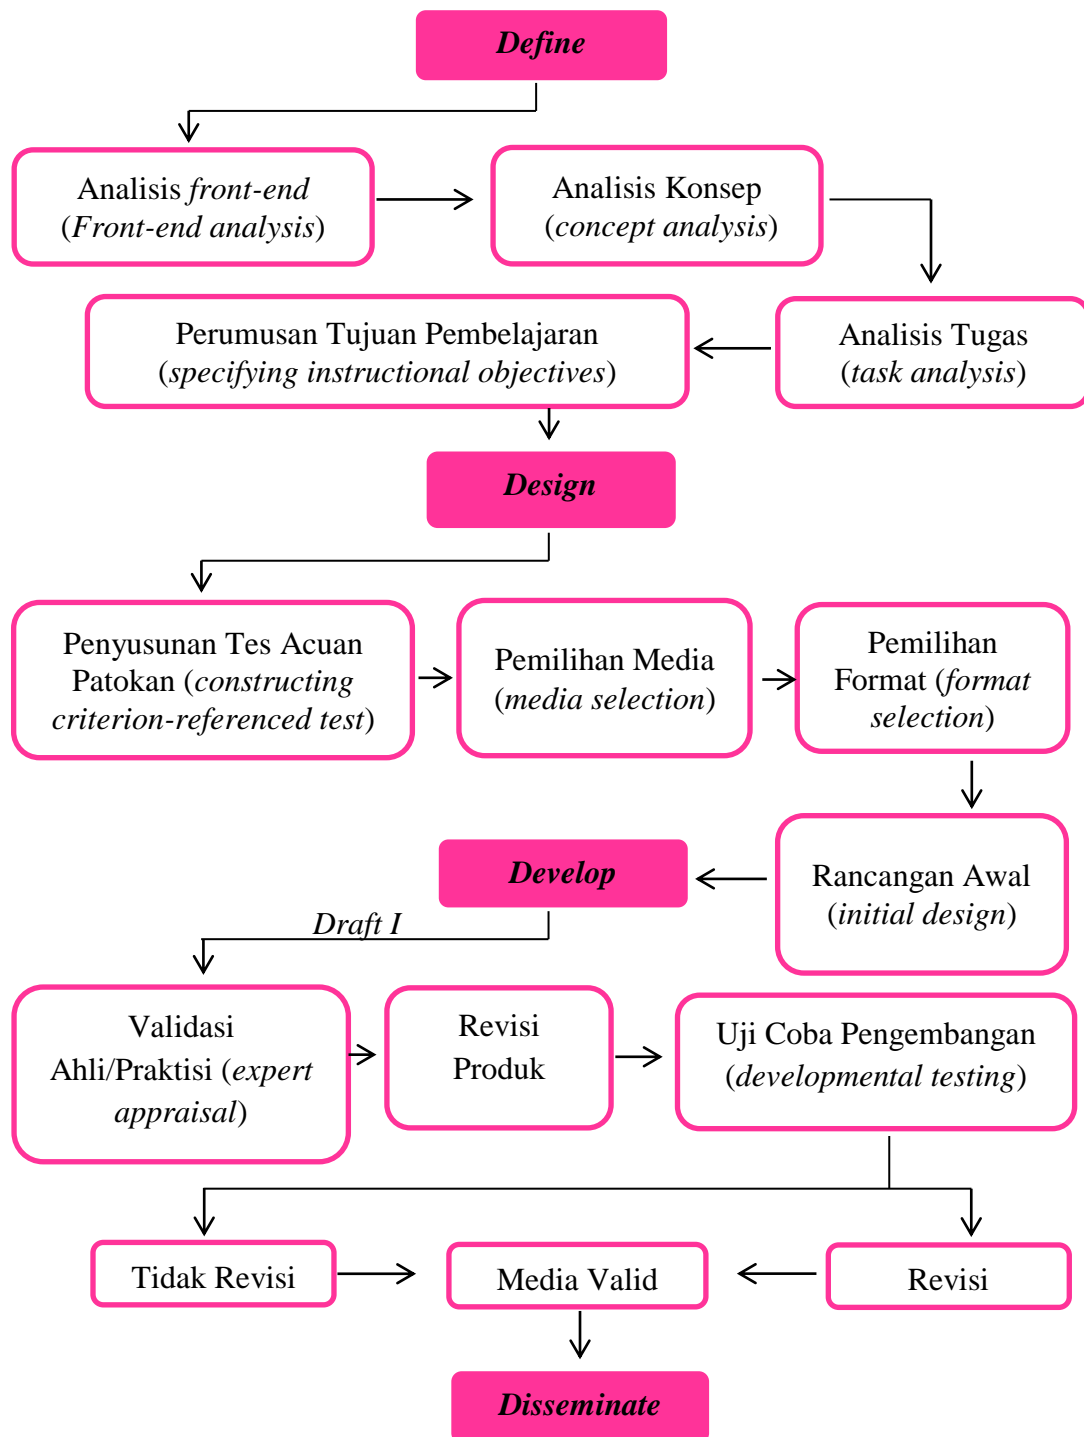 Define
Analisis front-end
(Front-end analysis)
Analisis Konsep
(concept analysis)
Analisis Tugas
(task analysis)
Perumusan Tujuan Pembelajaran
(specifying instructional objectives)
Design
Penyusunan Tes Acuan
Patokan (constructing
criterion-referenced test)
Pemilihan Media
(media selection)
Pemilihan
Format (format
selection)
Rancangan Awal
(initial design)
Develop
Draft I
Validasi
Ahli/Praktisi (expert
appraisal)
Revisi
Produk
Uji Coba Pengembangan
(developmental testing)
Tidak Revisi
Media Valid
Revisi
Disseminate